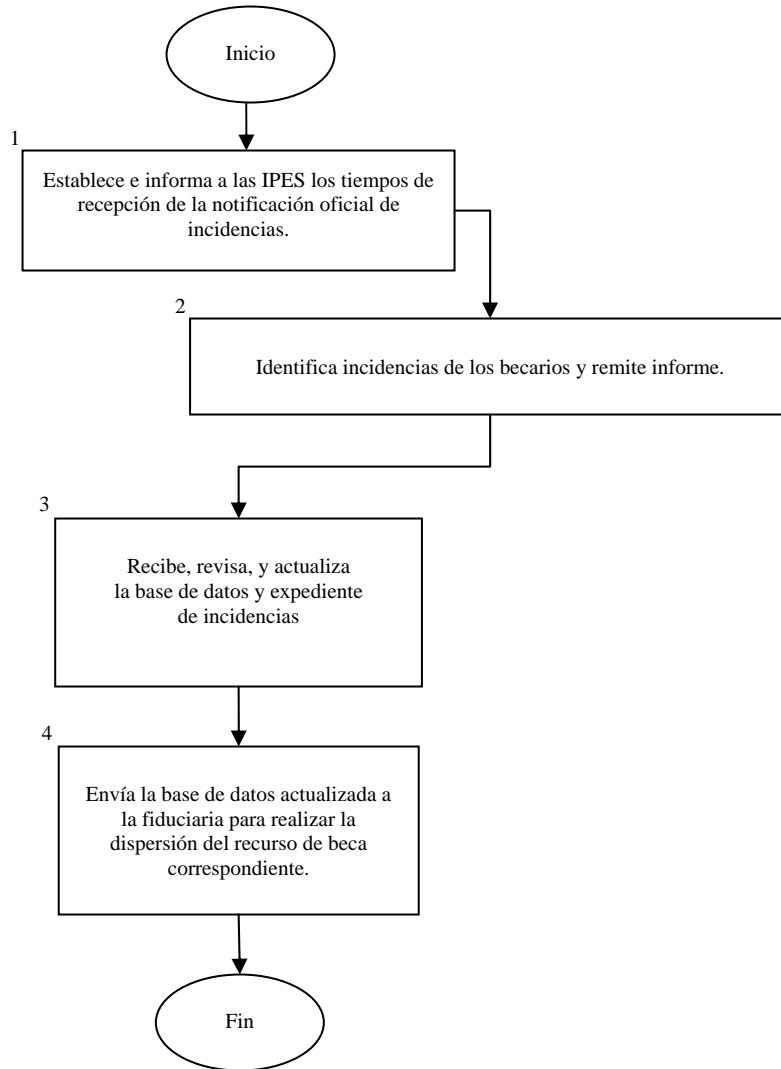 Inicio
1
Establece e informa a las IPES los tiempos de
recepción de la notificación oficial de
incidencias.
2
Identifica incidencias de los becarios y remite informe.
3
Recibe, revisa, y actualiza
la base de datos y expediente
de incidencias
4
Envía la base de datos actualizada a
la fiduciaria para realizar la
dispersión del recurso de beca
correspondiente.
Fin